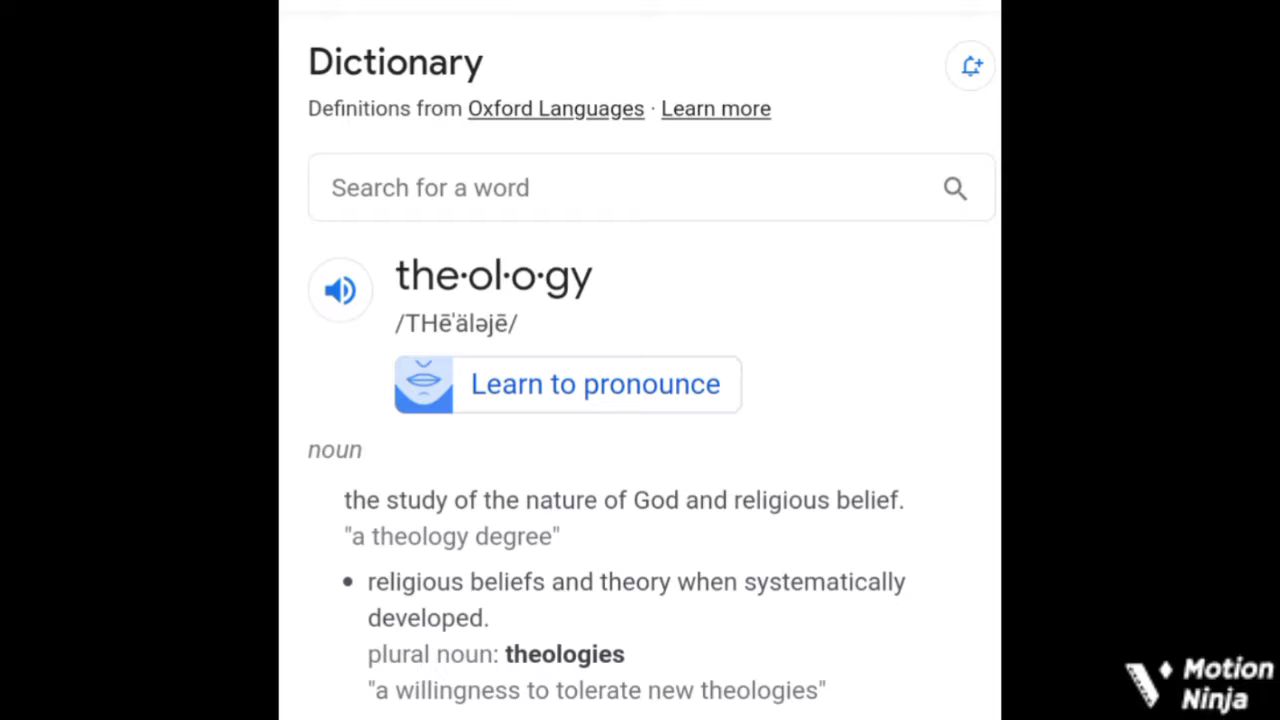 Dictionary
Definitions from Oxford Languages · Learn more
Search for a word
the·ol·o·gy
/THēˈäləjē/
Learn to pronounce
noun
the study of the nature of God and religious belief.
"a theology degree"
• religious beliefs and theory when systematically
developed.
plural noun: theologies
"a willingness to tolerate new theologies"
Motion
Ninja